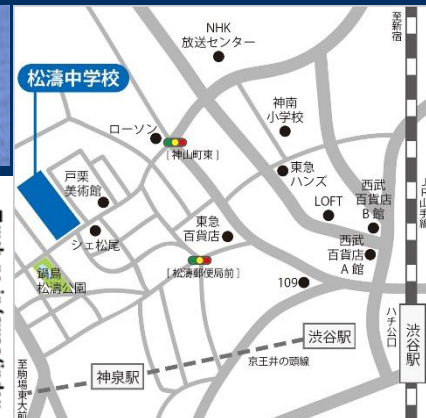 NHK
放送センター
至新宿
松濤中学校
神南
小学校
ローソン
[神山町東]
JR山手線
戸栗
美術館
東急
ハンズ
西武
百貨店
B館
LOFT
東急
百貨店
シェ松尾
西武
百貨店
A館
[松濤郵便局前]
鍋島
松濤公園
109
ハチ公口
渋谷駅
渋谷駅
京王井の頭線
神泉駅
至駒場東大前